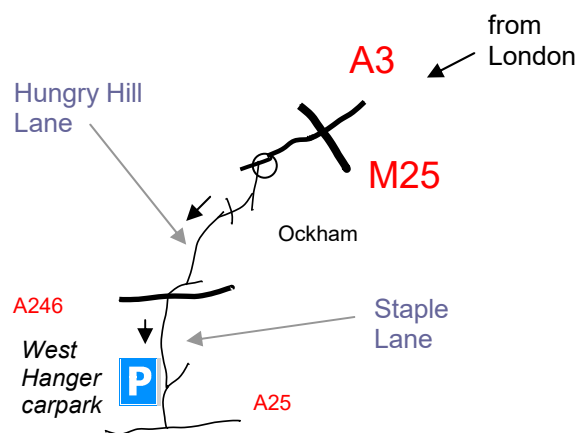 from
London
A3
Hungry Hill
Lane
M25
Ockham
A246
Staple
Lane
West
Hanger
carpark
P
A25